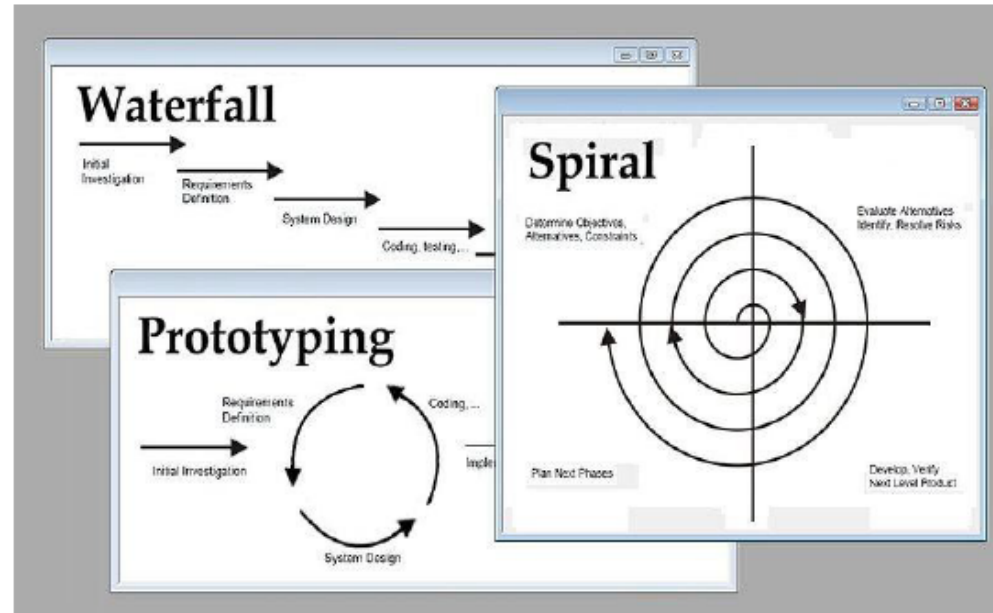 Waterfall
Initial
Investigation
Requirements
Definition
System Design
Coding, testing,...
Prototyping
Requirements
Definition
Coding, ...
Initial Investigation
System Design
Spiral
Determine Objectives,
Alternatives, Constraints
Evaluate Alternatives
Identify, Resolve Risks
Plan Next Phases
Develop, Verify
Next Level Product